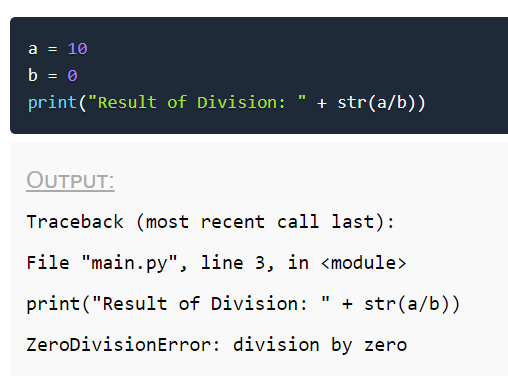 a = 10
b = 0
print("Result of Division: " + str(a/b))
OUTPUT:
Traceback (most recent call last):
File "main.py", line 3, in <module>
print("Result of Division: " + str(a/b))
ZeroDivisionError: division by zero